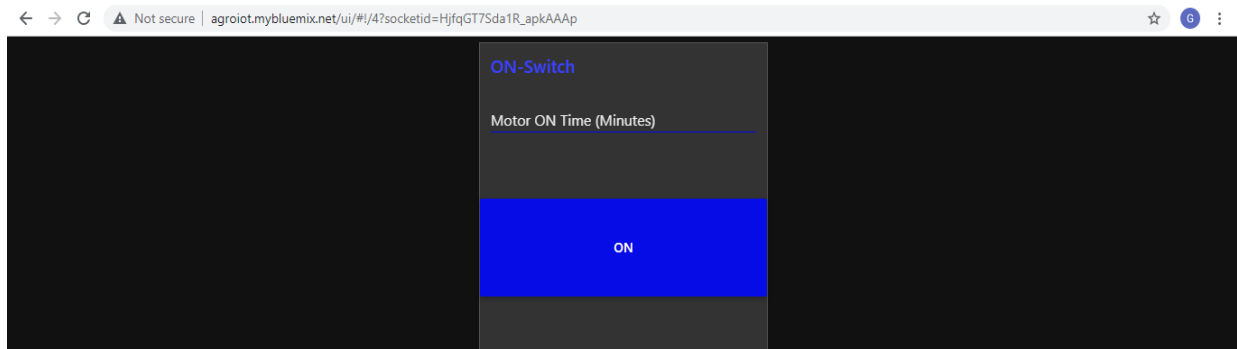 Not secure | agroiot.mybluemix.net/ui/#!/4?socketid=HjfqGT7Sda1R_apkAAAp
G
ON-Switch
Motor ON Time (Minutes)
ON